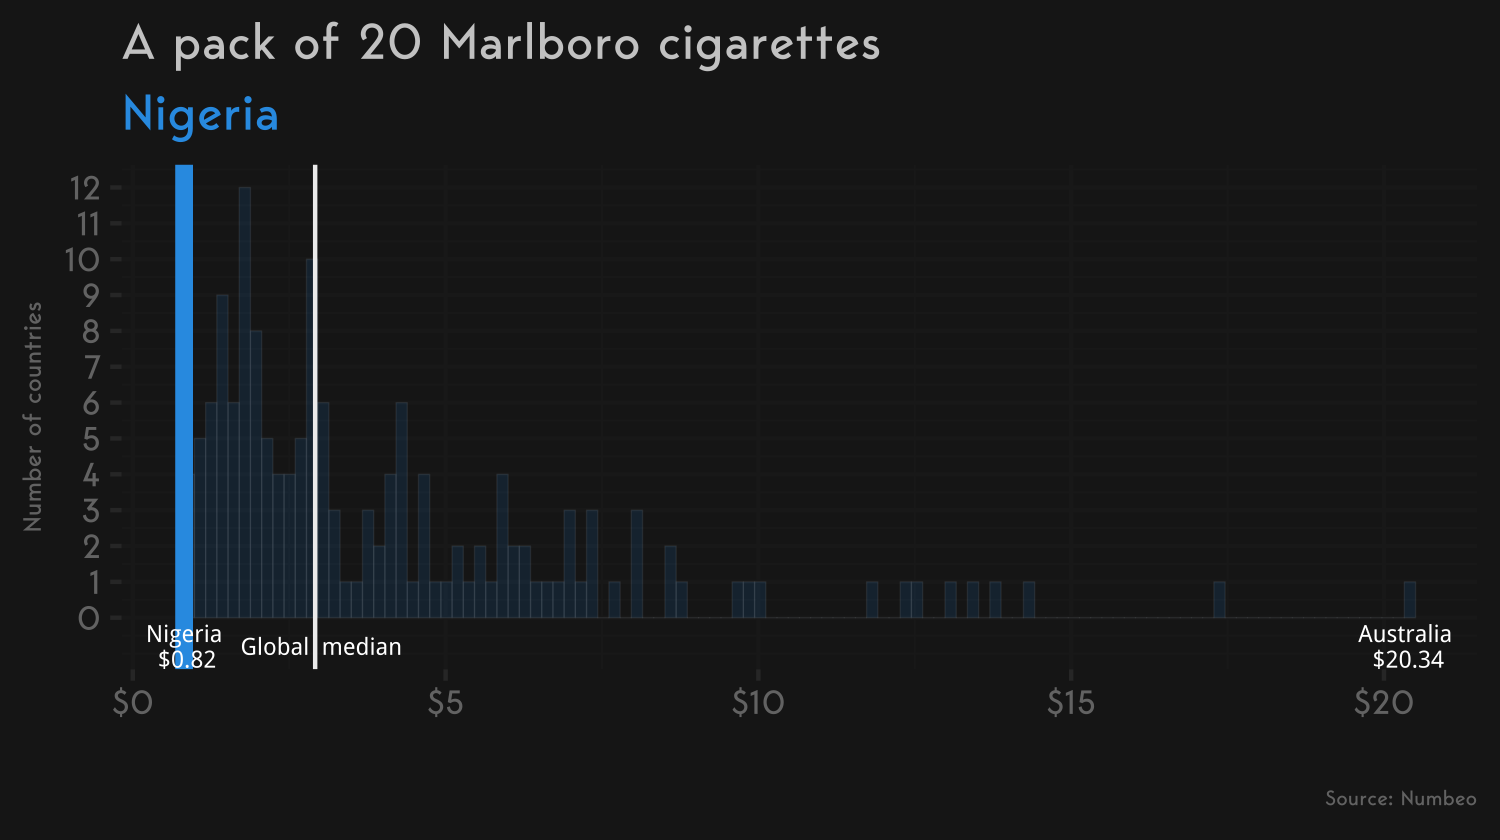 A pack of 20 Marlboro cigarettes
Nigeria
Number of countries
12
11
10
9
8
7
6
5
4
3
2
1
0
Nigeria
$0.82
Global median
Australia
$20.34
$0 $5 $10 $15 $20
Source: Numbeo